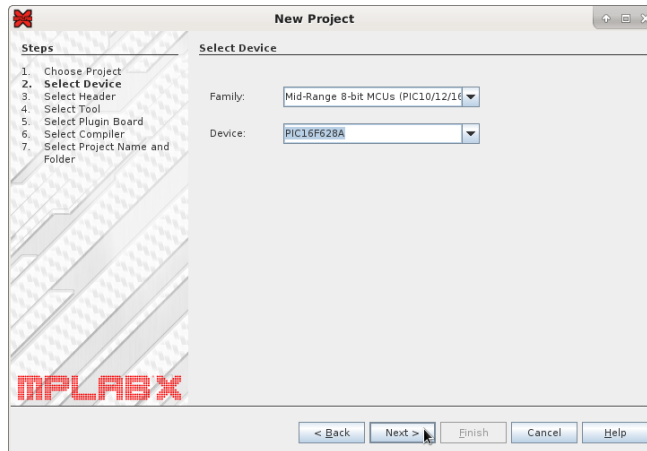 New Project
Steps
1. Choose Project
2. Select Device
3. Select Header
4. Select Tool
5. Select Plugin Board
6. Select Compiler
7. Select Project Name and
Folder
Select Device
Family: Mid-Range 8-bit MCUs (PIC10/12/16
Device: PIC16F628A
MPLABX
< Back Next > Finish Cancel Help